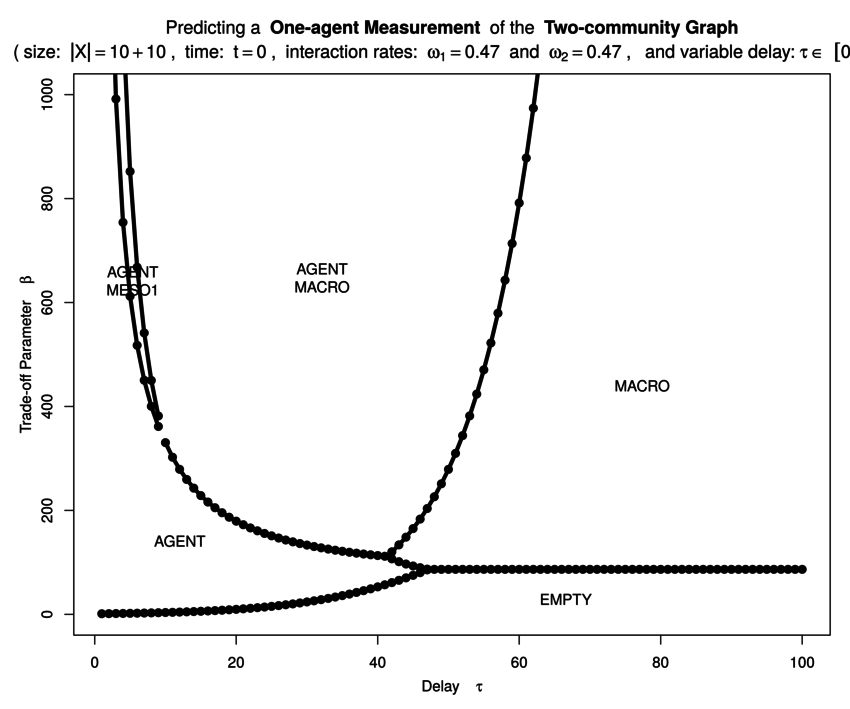 Predicting a One-agent Measurement of the Two-community Graph
( size: |X| = 10 + 10 , time: t = 0 , interaction rates: ω1 = 0.47 and ω2 = 0.47 , and variable delay: τ ∈ [0
1000
800
600
400
200
0
Trade-off Parameter β
AGENT
MESO1
AGENT
MACRO
MACRO
AGENT
EMPTY
0 20 40 60 80 100
Delay τ